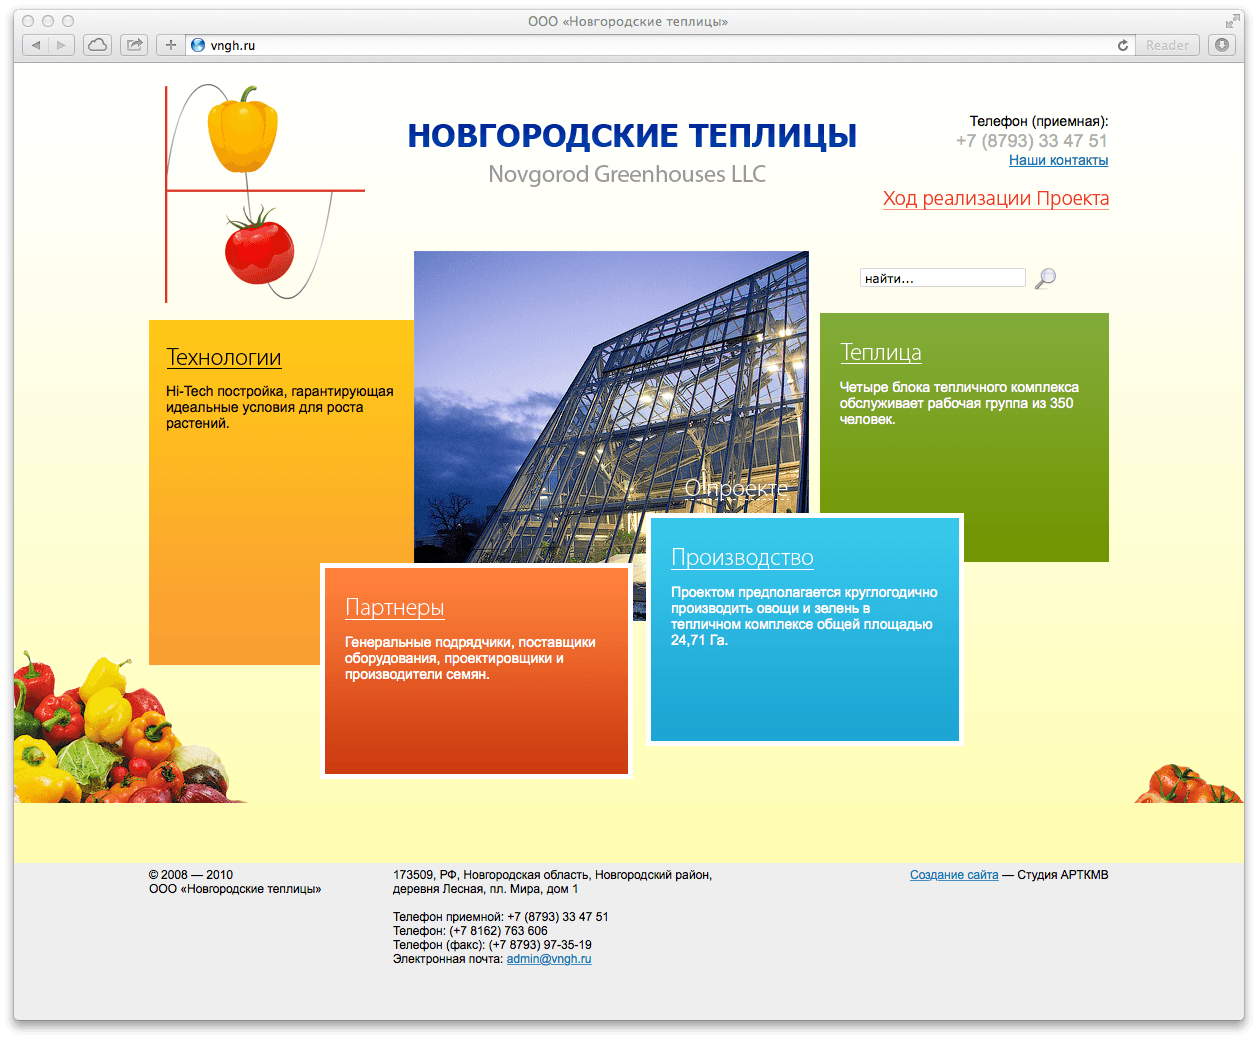 ООО «Новгородские теплицы»
vngh.ru
Reader
НОВГОРОДСКИЕ ТЕПЛИЦЫ
Novgorod Greenhouses LLC
Телефон (приемная):
+7 (8793) 33 47 51
Наши контакты
Ход реализации Проекта
найти...
Технологии
Hi-Tech постройка, гарантирующая
идеальные условия для роста
растений.
О проекте
Теплица
Четыре блока тепличного комплекса
обслуживает рабочая группа из 350
человек.
Партнеры
Генеральные подрядчики, поставщики
оборудования, проектировщики и
производители семян.
Производство
Проектом предполагается круглогодично
производить овощи и зелень в
тепличном комплексе общей площадью
24,71 Га.
© 2008 — 2010
ООО «Новгородские теплицы»
173509, РФ, Новгородская область, Новгородский район,
деревня Лесная, пл. Мира, дом 1
Телефон приемной: +7 (8793) 33 47 51
Телефон: (+7 8162) 763 606
Телефон (факс): (+7 8793) 97-35-19
Электронная почта: admin@vngh.ru
Создание сайта — Студия АРТКМВ